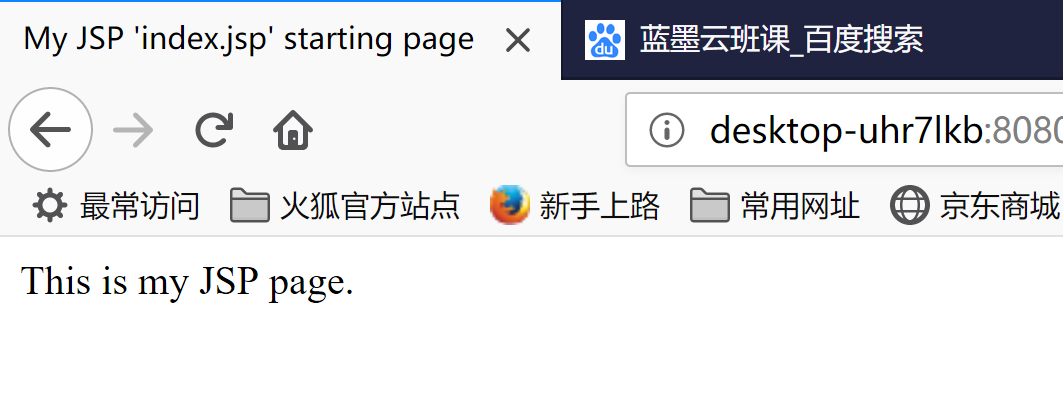 My JSP 'index.jsp' starting page
du
蓝墨云班课_百度搜索
desktop-uhr7lkb:8080
最常访问
火狐官方站点
新手上路
常用网址
京东商城
This is my JSP page.